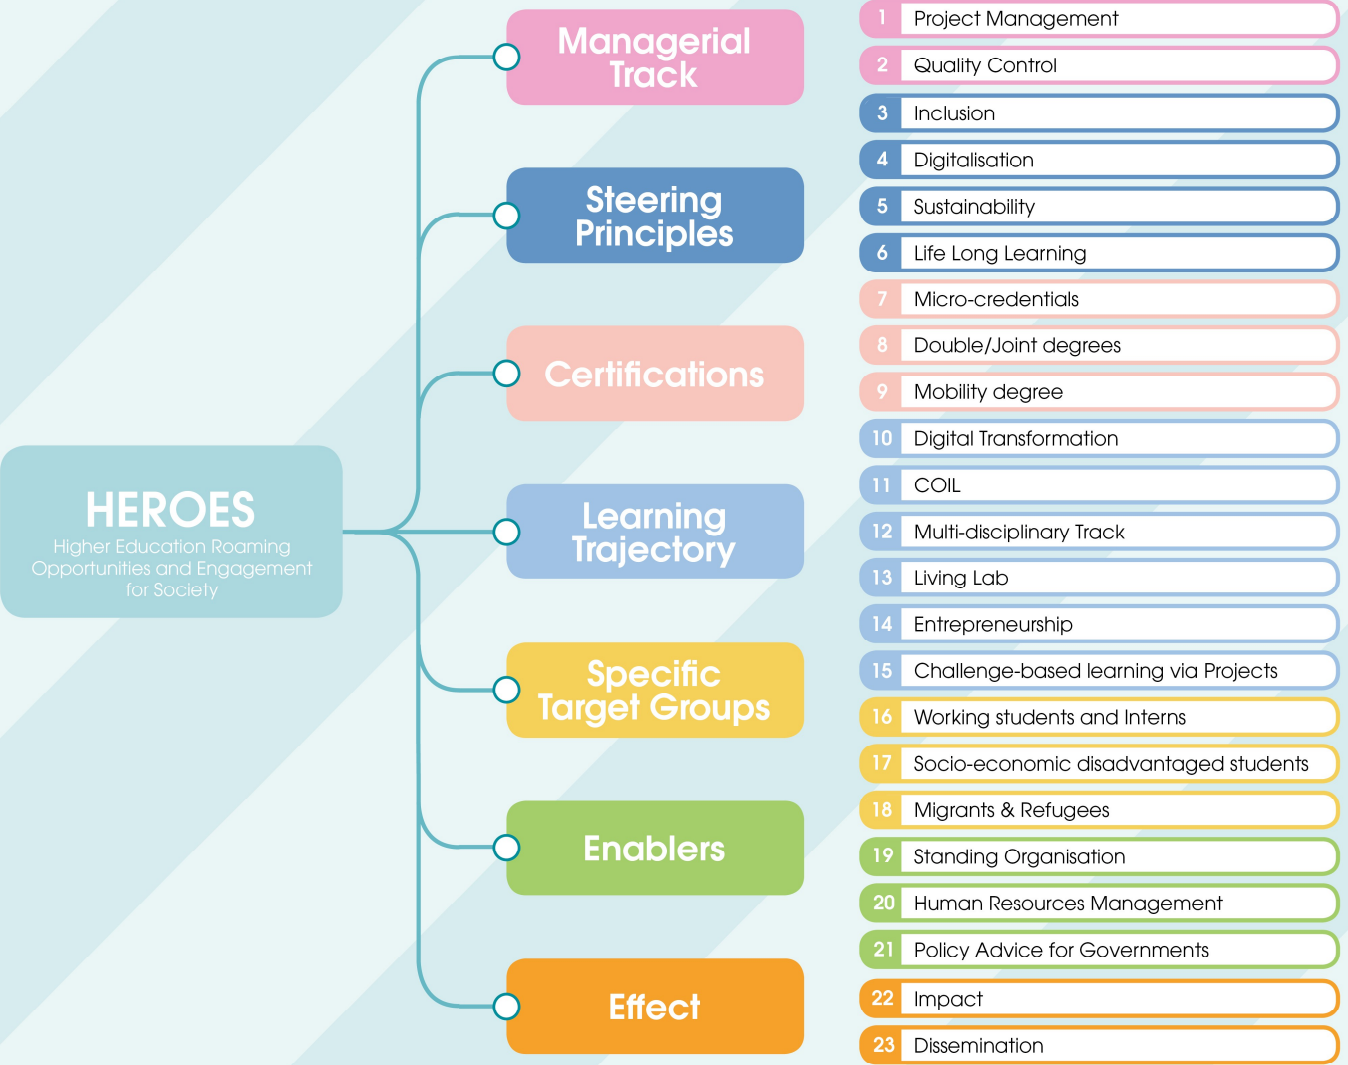 HEROES
Higher Education Roaming
Opportunities and Engagement
for Society
Managerial
Track
Steering
Principles
Certifications
Learning
Trajectory
Specific
Target Groups
Enablers
Effect
1 Project Management
2 Quality Control
3 Inclusion
4 Digitalisation
5 Sustainability
6 Life Long Learning
7 Micro-credentials
8 Double/Joint degrees
9 Mobility degree
10 Digital Transformation
11 COIL
12 Multi-disciplinary Track
13 Living Lab
14 Entrepreneurship
15 Challenge-based learning via Projects
16 Working students and Interns
17 Socio-economic disadvantaged students
18 Migrants & Refugees
19 Standing Organisation
20 Human Resources Management
21 Policy Advice for Governments
22 Impact
23 Dissemination